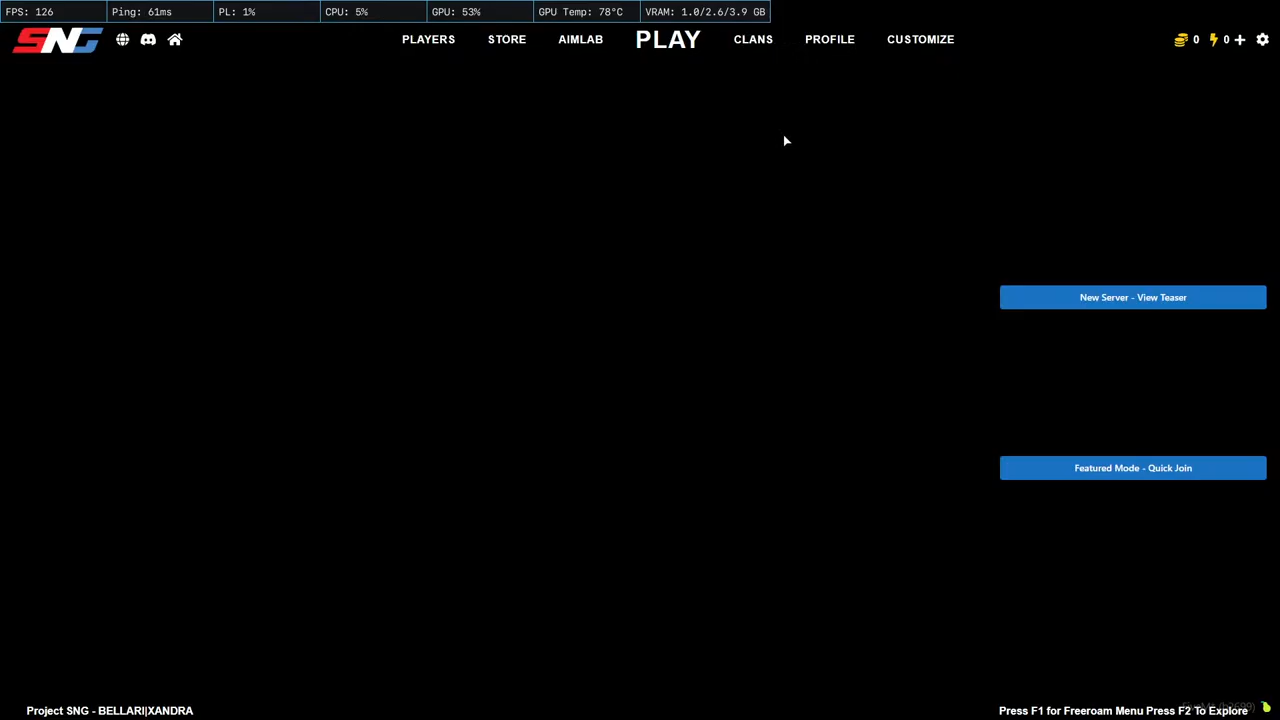 FPS: 126 Ping: 61ms PL: 1% CPU: 5% GPU: 53% GPU Temp: 78°C VRAM: 1.0/2.6/3.9 GB
SNG PLAYERS STORE AIMLAB PLAY CLANS PROFILE CUSTOMIZE 0 0
New Server - View Teaser
Featured Mode - Quick Join
Project SNG - BELLARI|XANDRA
Press F1 for Freeroam Menu Press F2 To Explore